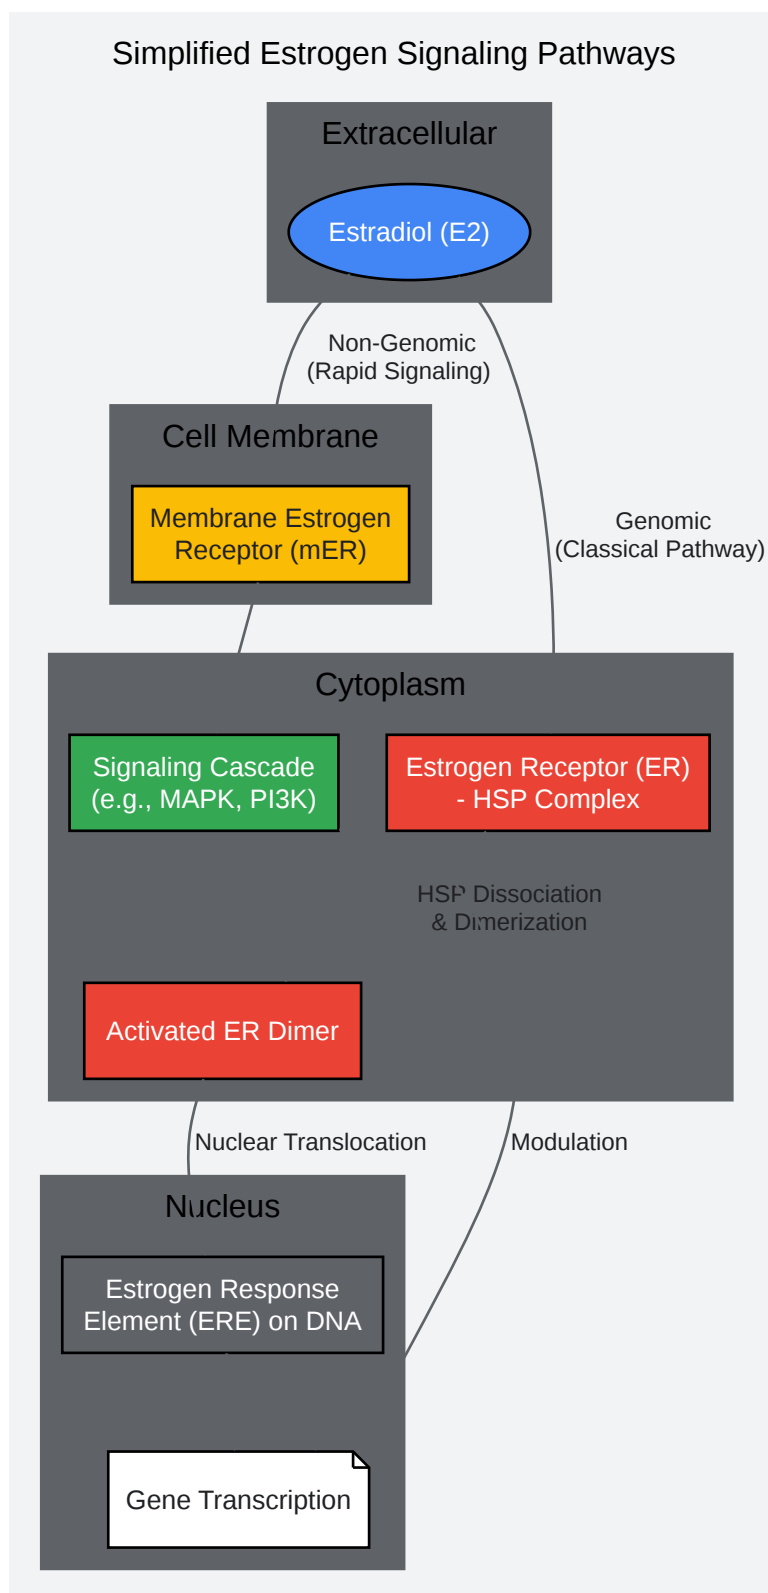 Simplified Estrogen Signaling Pathways
Extracellular
Estradiol (E2)
Non-Genomic
(Rapid Signaling)
Cell Membrane
Membrane Estrogen
Receptor (mER)
Genomic
(Classical Pathway)
Cytoplasm
Signaling Cascade
(e.g., MAPK, PI3K)
Estrogen Receptor (ER)
- HSP Complex
HSP Dissociation
& Dimerization
Activated ER Dimer
Nuclear Translocation
Modulation
Nucleus
Estrogen Response
Element (ERE) on DNA
Gene Transcription